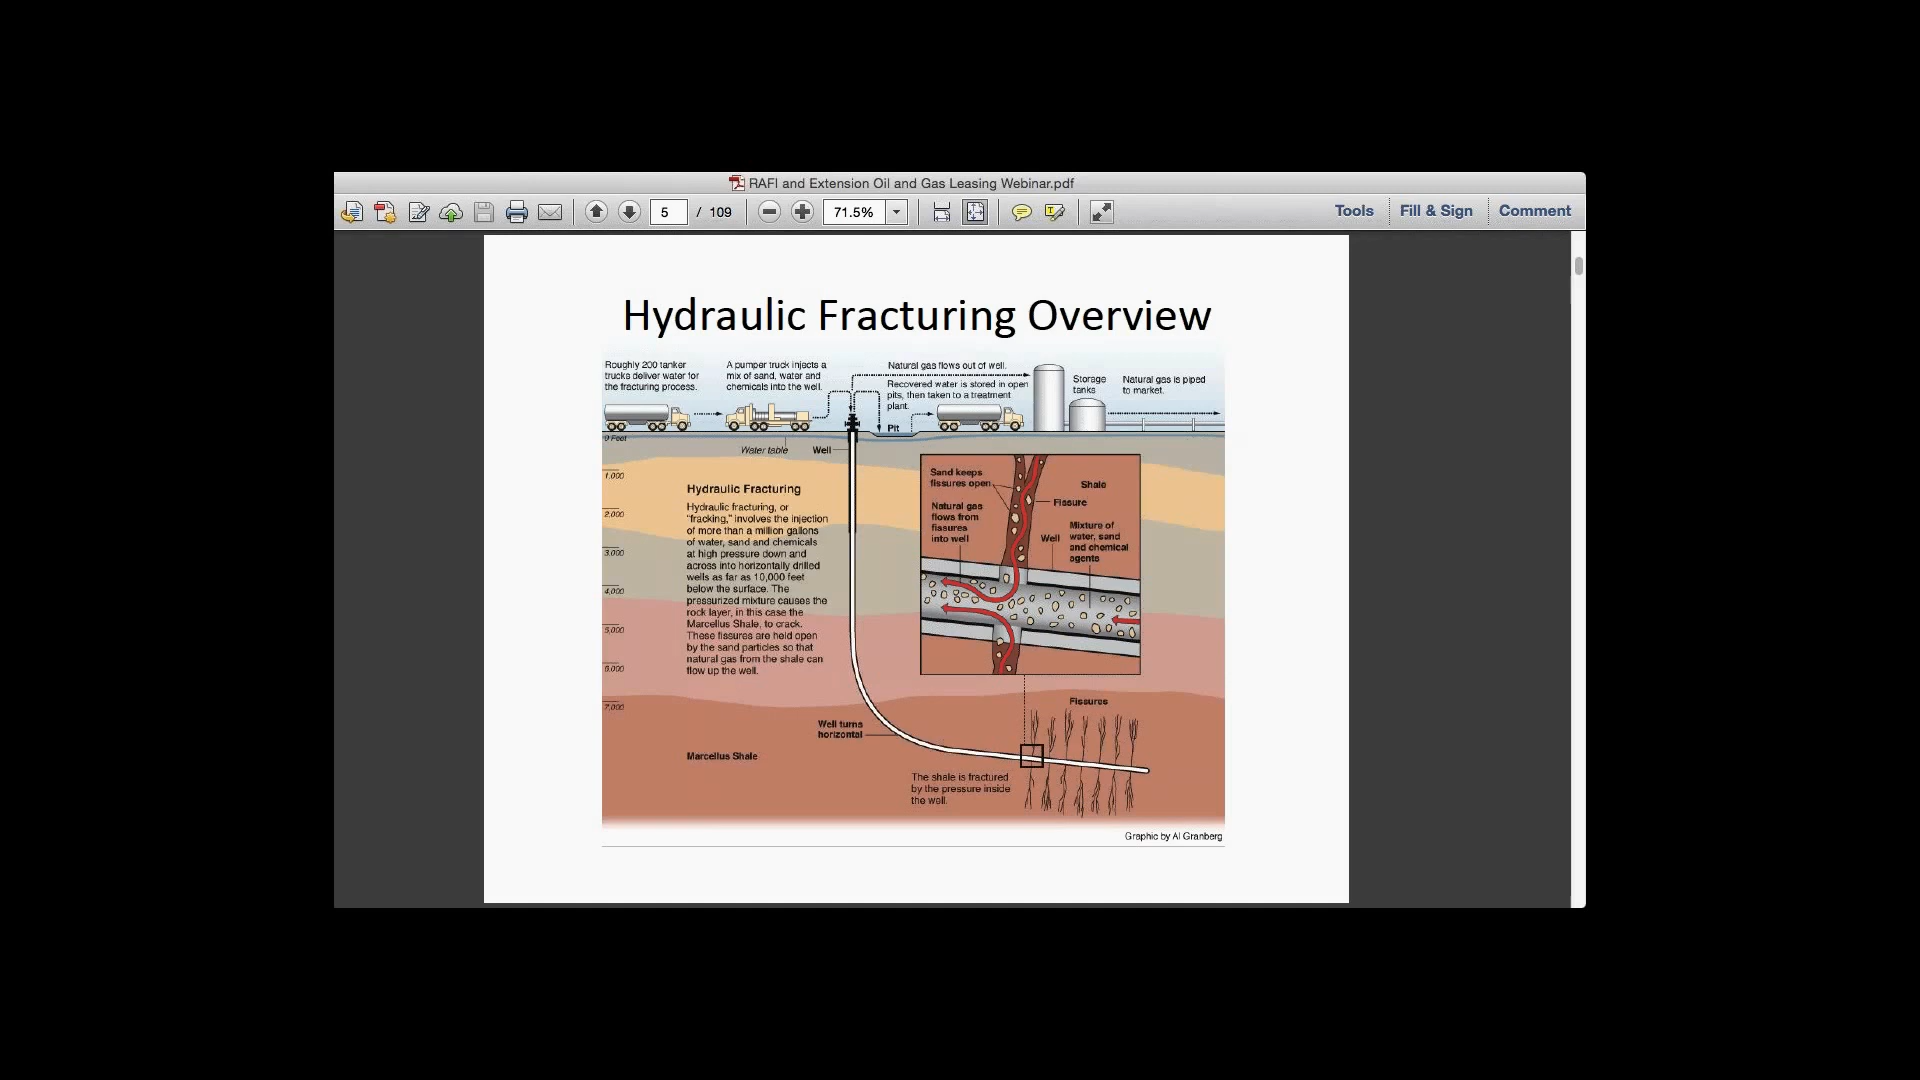 RAFI and Extension Oil and Gas Leasing Webinar.pdf
5 / 109
71.5%
Tools
Fill & Sign
Comment
Hydraulic Fracturing Overview
Roughly 200 tanker
trucks deliver water for
the fracturing process.
A pumper truck injects a
mix of sand, water and
chemicals into the well.
Natural gas flows out of well.
Recovered water is stored in open
pits, then taken to a treatment
plant.
Storage
tanks
Natural gas is piped
to market.
Pit
0 Feet
Water table
Well
1,000
2,000
3,000
4,000
5,000
6,000
7,000
Hydraulic Fracturing
Hydraulic fracturing, or
"fracking," involves the injection
of more than a million gallons
of water, sand and chemicals
at high pressure down and
across into horizontally drilled
wells as far as 10,000 feet
below the surface. The
pressurized mixture causes the
rock layer, in this case the
Marcellus Shale, to crack.
These fissures are held open
by the sand particles so that
natural gas from the shale can
flow up the well.
Sand keeps
fissures open
Shale
Fissure
Natural gas
flows from
fissures
into well
Well
Mixture of
water, sand
and chemical
agents
Fissures
Well turns
horizontal
Marcellus Shale
The shale is fractured
by the pressure inside
the well.
Graphic by Al Granberg